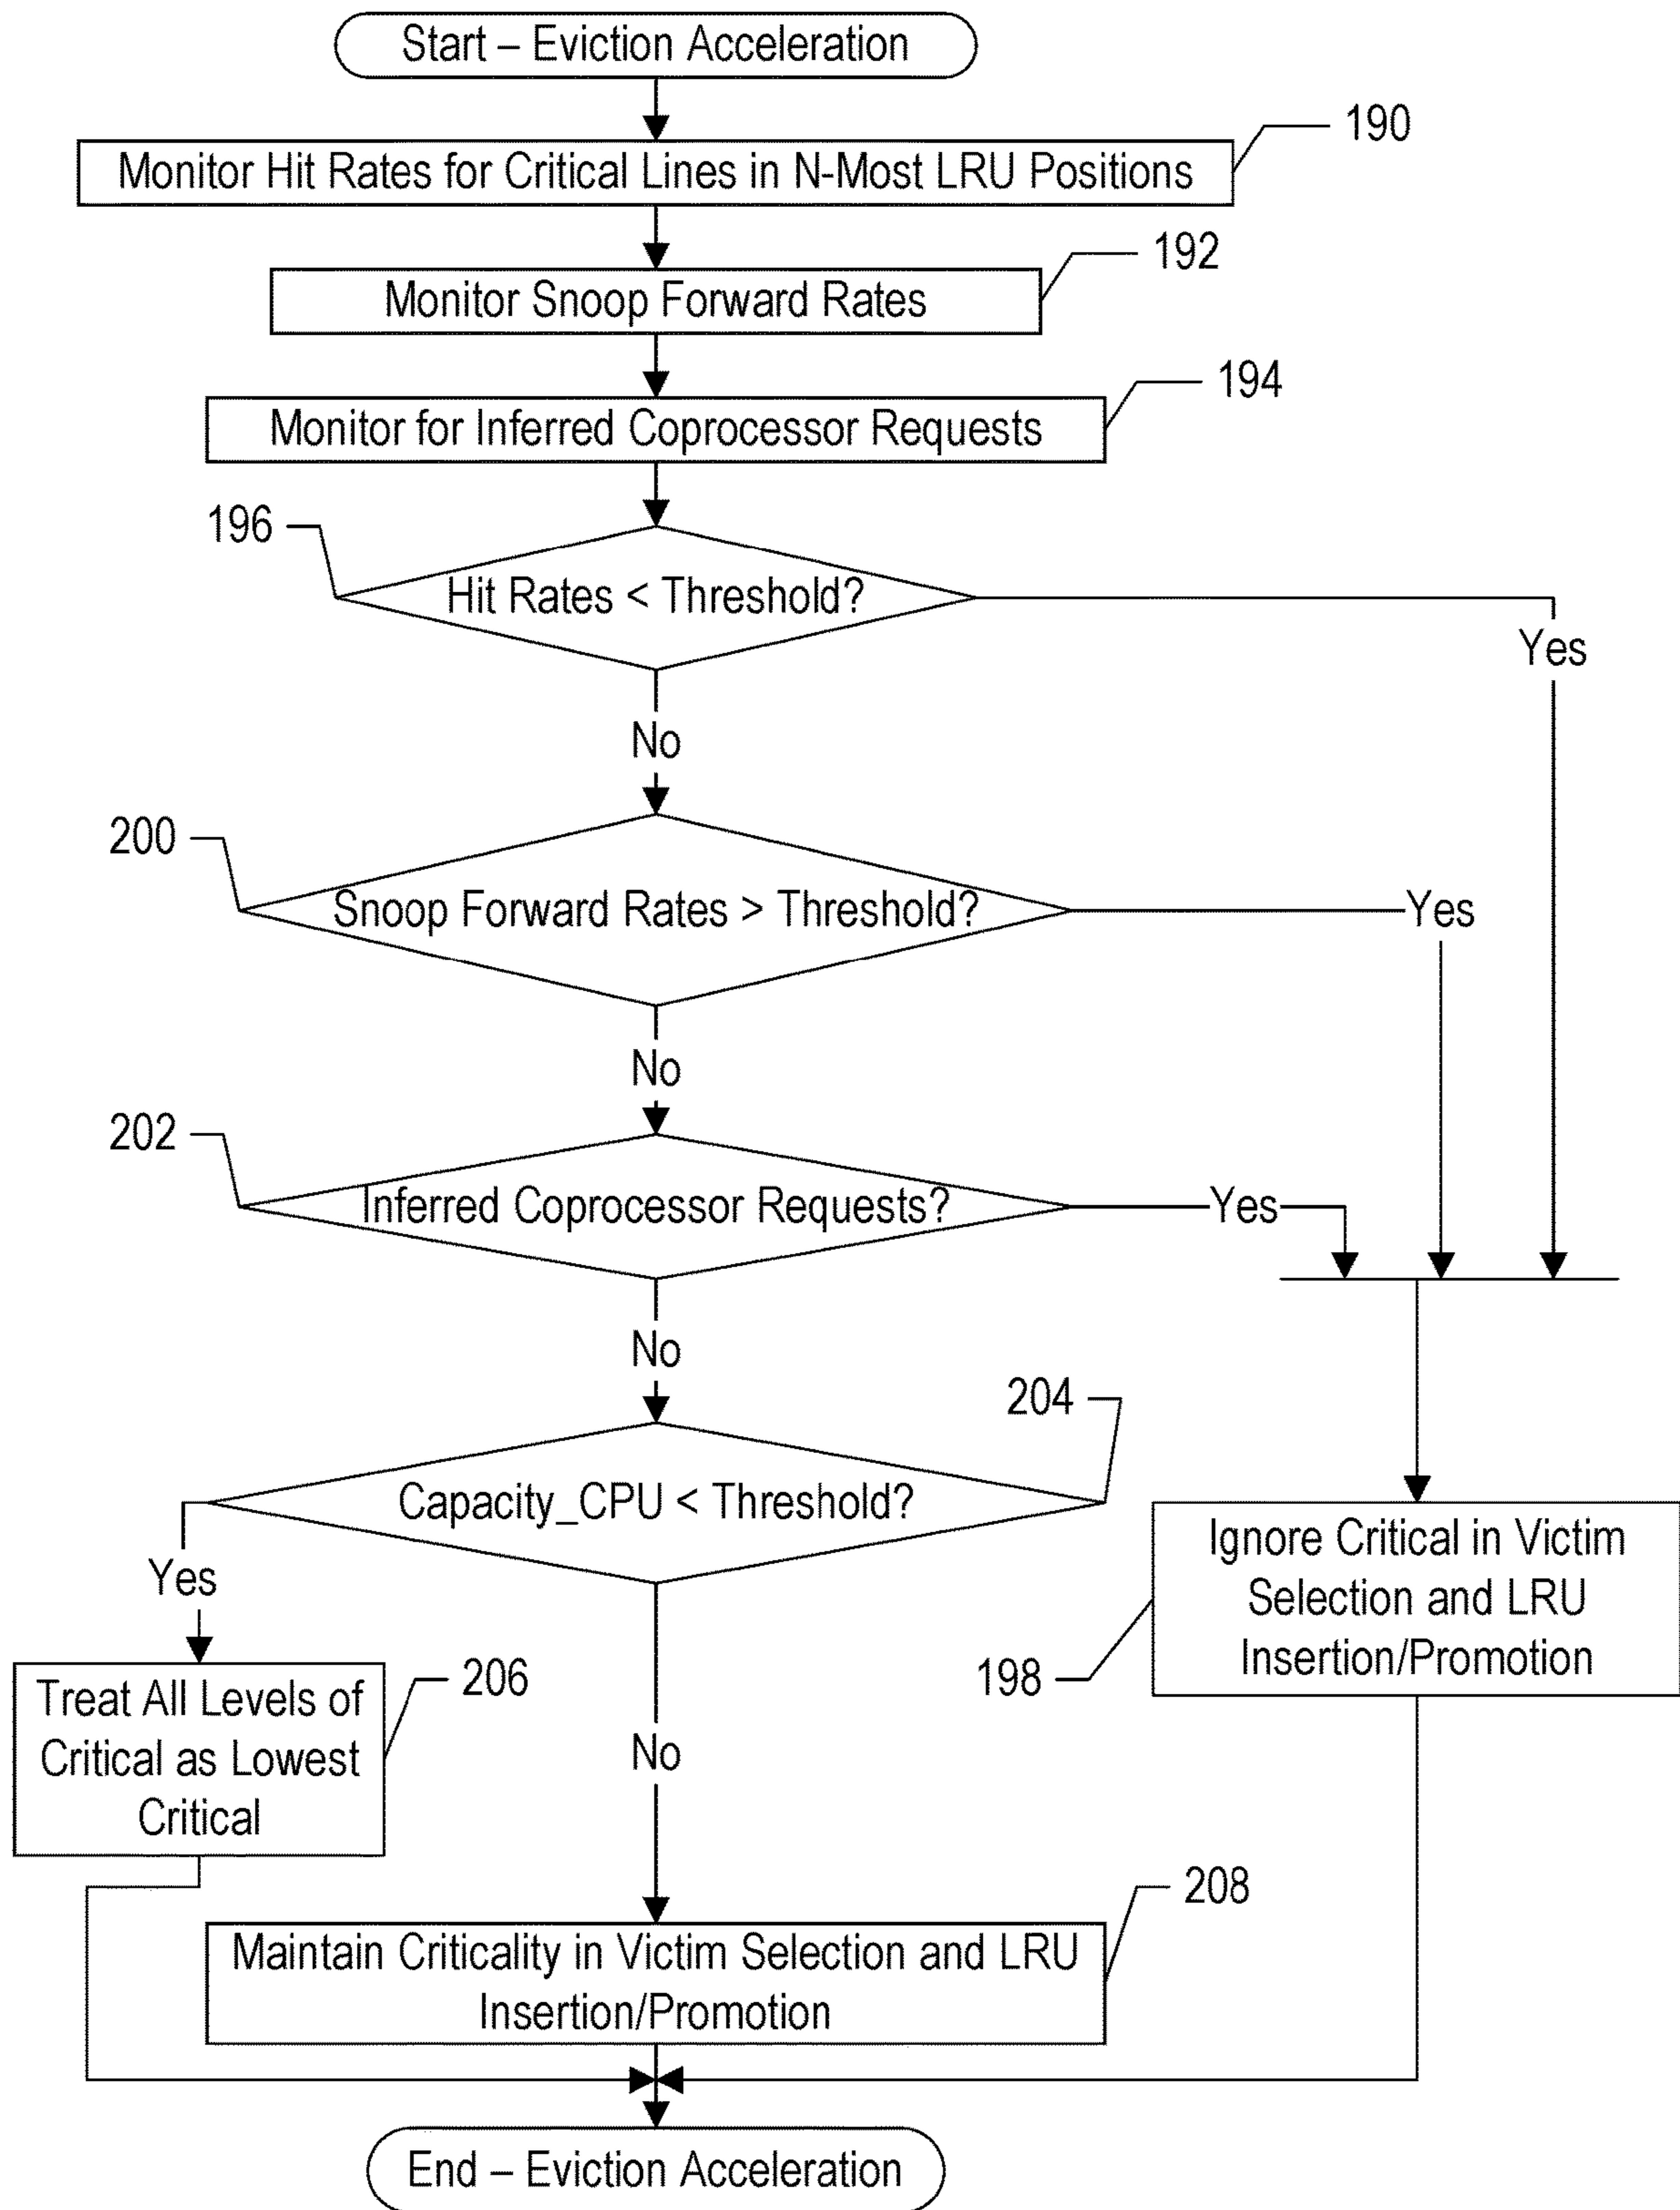 Start – Eviction Acceleration
190
Monitor Hit Rates for Critical Lines in N-Most LRU Positions
192
Monitor Snoop Forward Rates
194
Monitor for Inferred Coprocessor Requests
196
Hit Rates < Threshold?
Yes
No
200
Snoop Forward Rates > Threshold?
Yes
No
202
Inferred Coprocessor Requests?
Yes
No
204
Capacity_CPU < Threshold?
Yes
Ignore Critical in Victim
Selection and LRU
Insertion/Promotion
198
206
Treat All Levels of
Critical as Lowest
Critical
No
208
Maintain Criticality in Victim Selection and LRU
Insertion/Promotion
End – Eviction Acceleration